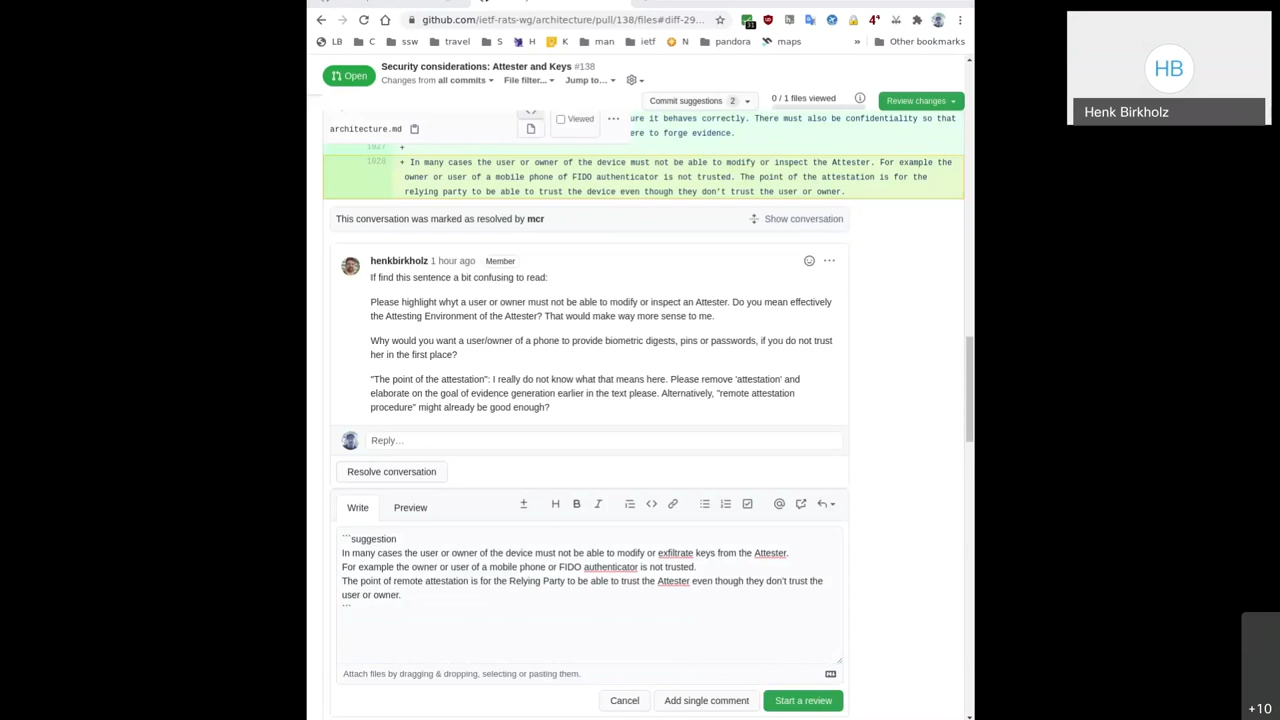 github.com/ietf-rats-wg/architecture/pull/138/files#diff-29...
LB C ssw travel S H K man ietf N pandora maps » Other bookmarks
Open
Security considerations: Attester and Keys #138
Changes from all commits File filter... Jump to...
Commit suggestions 2
0 / 1 files viewed
Review changes
architecture.md
Viewed
ure it behaves correctly. There must also be confidentiality so that
ere to forge evidence.
1027 +
1028 + In many cases the user or owner of the device must not be able to modify or inspect the Attester. For example the
owner or user of a mobile phone of FIDO authenticator is not trusted. The point of the attestation is for the
relying party to be able to trust the device even though they don't trust the user or owner.
This conversation was marked as resolved by mcr
Show conversation
henkbirkholz 1 hour ago Member
If find this sentence a bit confusing to read:
Please highlight whyt a user or owner must not be able to modify or inspect an Attester. Do you mean effectively
the Attesting Environment of the Attester? That would make way more sense to me.
Why would you want a user/owner of a phone to provide biometric digests, pins or passwords, if you do not trust
her in the first place?
"The point of the attestation": I really do not know what that means here. Please remove 'attestation' and
elaborate on the goal of evidence generation earlier in the text please. Alternatively, "remote attestation
procedure" might already be good enough?
Reply...
Resolve conversation
Write Preview
```suggestion
In many cases the user or owner of the device must not be able to modify or exfiltrate keys from the Attester.
For example the owner or user of a mobile phone or FIDO authenticator is not trusted.
The point of remote attestation is for the Relying Party to be able to trust the Attester even though they don't trust the
user or owner.
```
Attach files by dragging & dropping, selecting or pasting them.
Cancel Add single comment Start a review
HB
Henk Birkholz
+10